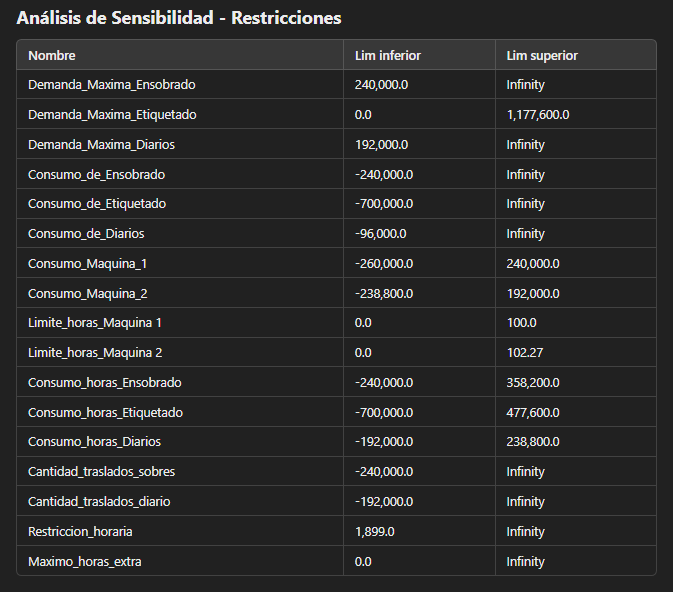 Análisis de Sensibilidad - Restricciones
Nombre Lim inferior Lim superior
Demanda_Maxima_Ensobrado 240,000.0 Infinity
Demanda_Maxima_Etiquetado 0.0 1,177,600.0
Demanda_Maxima_Diarios 192,000.0 Infinity
Consumo_de_Ensobrado -240,000.0 Infinity
Consumo_de_Etiquetado -700,000.0 Infinity
Consumo_de_Diarios -96,000.0 Infinity
Consumo_Maquina_1 -260,000.0 240,000.0
Consumo_Maquina_2 -238,800.0 192,000.0
Limite_horas_Maquina 1 0.0 100.0
Limite_horas_Maquina 2 0.0 102.27
Consumo_horas_Ensobrado -240,000.0 358,200.0
Consumo_horas_Etiquetado -700,000.0 477,600.0
Consumo_horas_Diarios -192,000.0 238,800.0
Cantidad_traslados_sobres -240,000.0 Infinity
Cantidad_traslados_diario -192,000.0 Infinity
Restriccion_horaria 1,899.0 Infinity
Maximo_horas_extra 0.0 Infinity